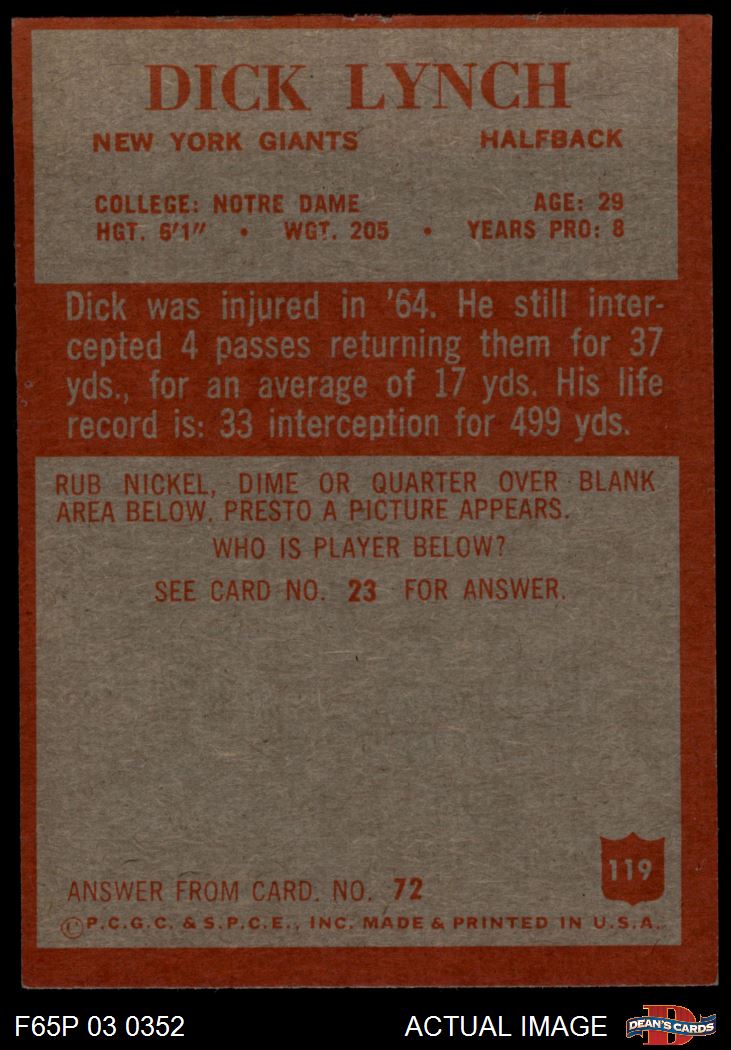 DICK LYNCH
NEW YORK GIANTS HALFBACK
COLLEGE: NOTRE DAME AGE: 29
HGT. 6'1" • WGT. 205 • YEARS PRO: 8
Dick was injured in '64. He still inter-
cepted 4 passes returning them for 37
yds., for an average of 17 yds. His life
record is: 33 interception for 499 yds.
RUB NICKEL, DIME OR QUARTER OVER BLANK
AREA BELOW. PRESTO A PICTURE APPEARS.
WHO IS PLAYER BELOW?
SEE CARD NO. 23 FOR ANSWER.
119
ANSWER FROM CARD. NO. 72
©P.C.G.C. & S.P.C.E., INC. MADE & PRINTED IN U.S.A.
F65P 03 0352 ACTUAL IMAGE DEAN'S CARDS